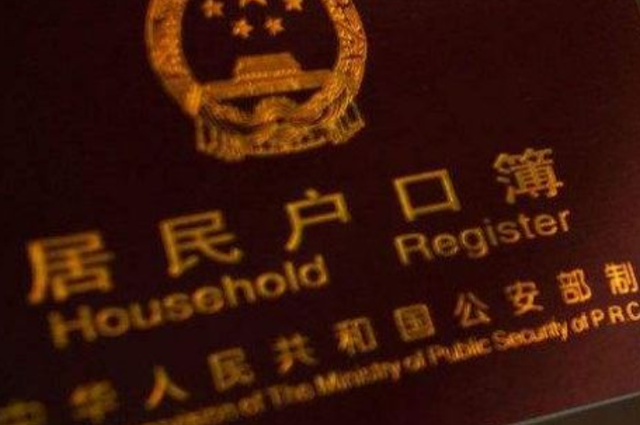 居民户口簿
Household Register
中华人民共和国公安部制
of The Ministry of Public Security of P.R.C